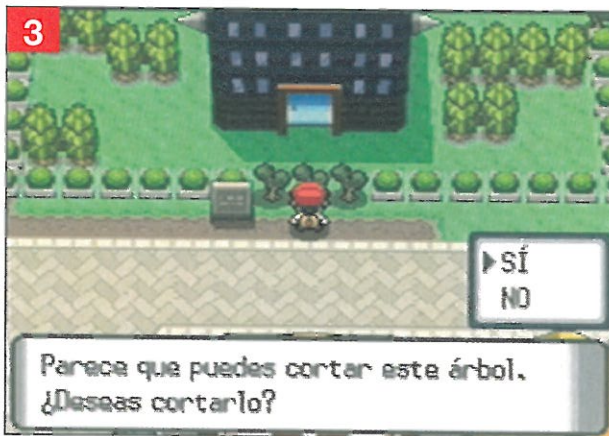 3
SÍ
NO
Parece que puedes cortar este árbol.
¿Deseas cortarlo?